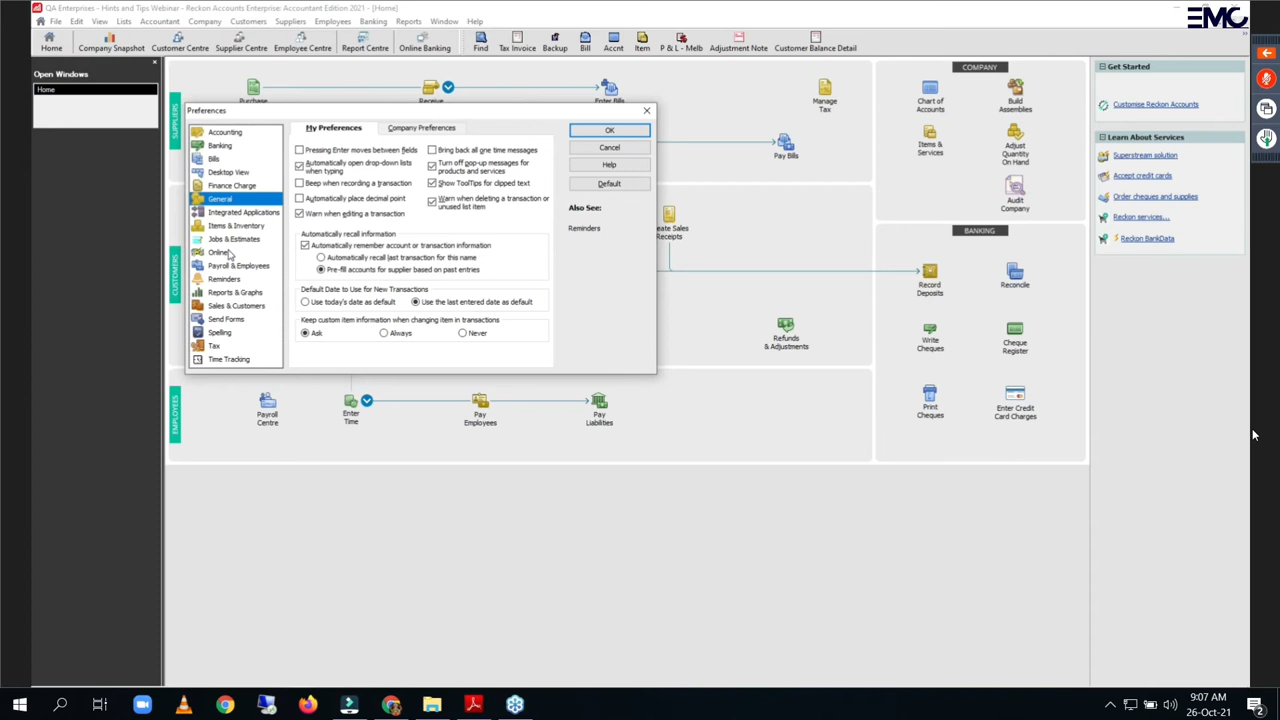 QA Enterprises - Hints and Tips Webinar - Reckon Accounts Enterprise: Accountant Edition 2021 - [Home]
EMC
File Edit View Lists Accountant Company Customers Suppliers Employees Banking Reports Window Help
Home Company Snapshot Customer Centre Supplier Centre Employee Centre Report Centre Online Banking Find Tax Invoice Backup Bill Accnt Item P & L - Melb Adjustment Note Customer Balance Detail
Open Windows
Home
SUPPLIERS
CUSTOMERS
EMPLOYEES
Purchase
Receive
Enter Bills
Manage
Tax
Pay Bills
Create Sales
Receipts
Refunds
& Adjustments
Payroll
Centre
Enter
Time
Pay
Employees
Pay
Liabilities
Preferences
Accounting
Banking
Bills
Desktop View
Finance Charge
General
Integrated Applications
Items & Inventory
Jobs & Estimates
Online
Payroll & Employees
Reminders
Reports & Graphs
Sales & Customers
Send Forms
Spelling
Tax
Time Tracking
My Preferences Company Preferences
Pressing Enter moves between fields
Automatically open drop-down lists
when typing
Beep when recording a transaction
Automatically place decimal point
Warn when editing a transaction
Bring back all one time messages
Turn off pop-up messages for
products and services
Show ToolTips for clipped text
Warn when deleting a transaction or
unused list item
Automatically recall information
Automatically remember account or transaction information
Automatically recall last transaction for this name
Pre-fill accounts for supplier based on past entries
Default Date to Use for New Transactions
Use today's date as default Use the last entered date as default
Keep custom item information when changing item in transactions
Ask Always Never
OK
Cancel
Help
Default
Also See:
Reminders
COMPANY
Chart of
Accounts
Build
Assemblies
Items &
Services
Adjust
Quantity
On Hand
Audit
Company
BANKING
Record
Deposits
Reconcile
Write
Cheques
Cheque
Register
Print
Cheques
Enter Credit
Card Charges
Get Started
Customise Reckon Accounts
Learn About Services
Superstream solution
Accept credit cards
Order cheques and supplies
Reckon services...
Reckon BankData
9:07 AM
26-Oct-21
2